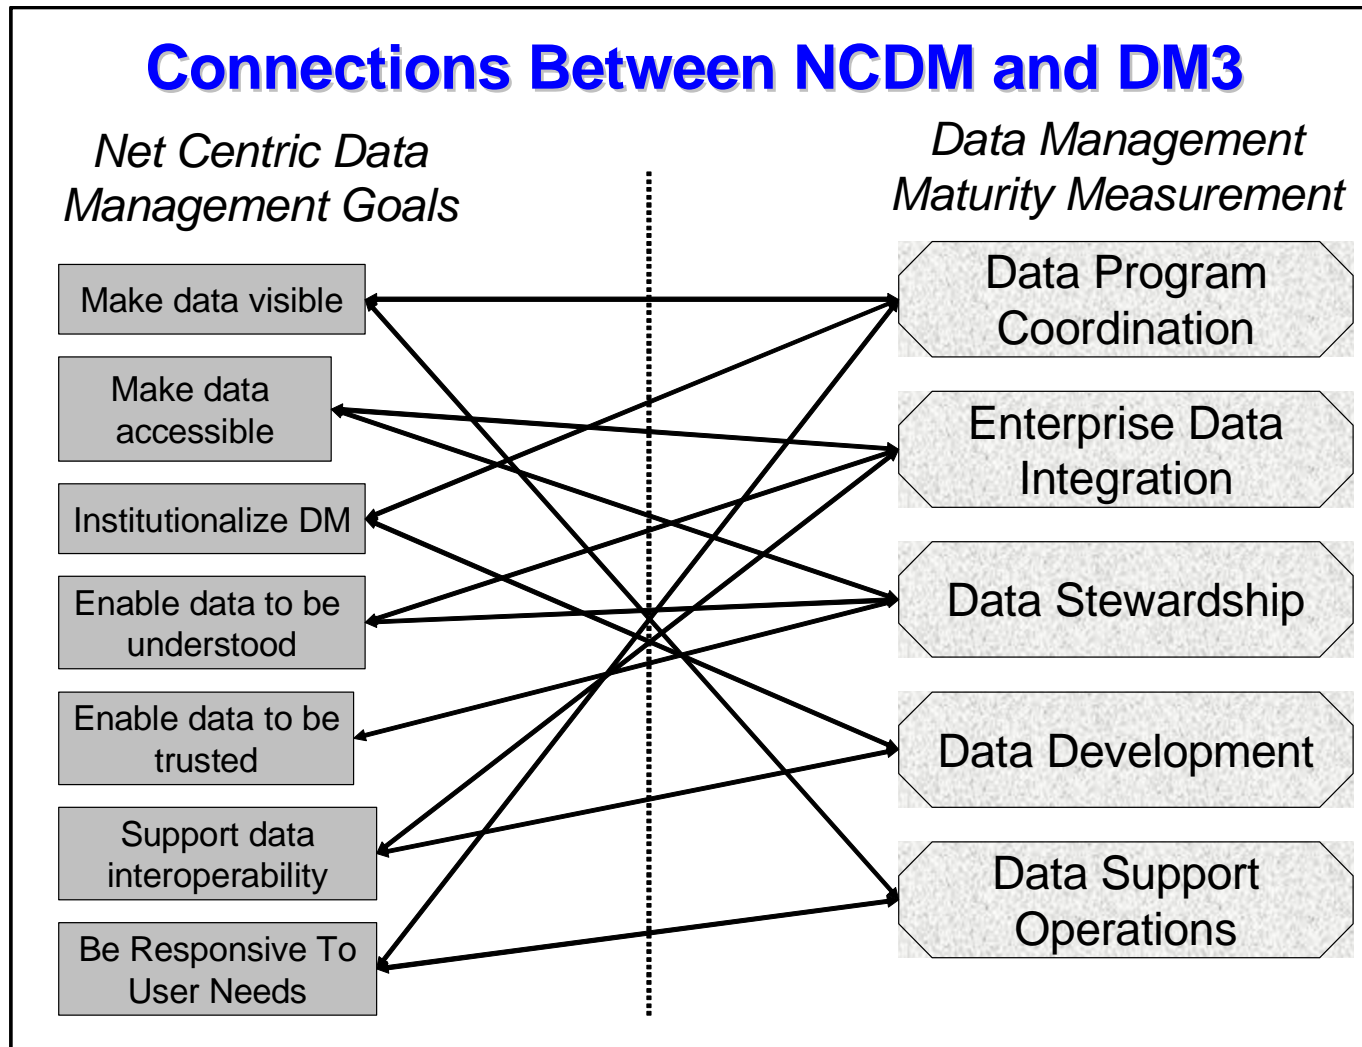 Connections Between NCDM and DM3
Net Centric Data
Management Goals
Data Management
Maturity Measurement
Make data visible
Make data
accessible
Institutionalize DM
Enable data to be
understood
Enable data to be
trusted
Support data
interoperability
Be Responsive To
User Needs
Data Program
Coordination
Enterprise Data
Integration
Data Stewardship
Data Development
Data Support
Operations